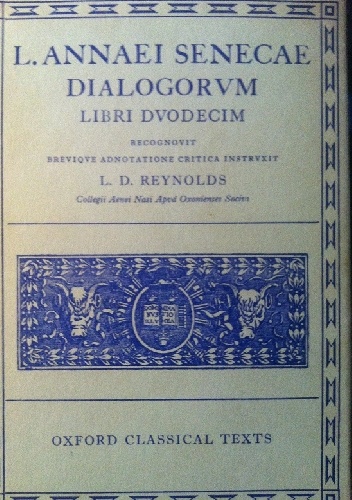 L. ANNAEI SENECAE
DIALOGORVM
LIBRI DVODECIM
RECOGNOVIT
BREVIQVE ADNOTATIONE CRITICA INSTRVXIT
L. D. REYNOLDS
Collegii Aenei Nasi Apud Oxonienses Socius
OXFORD CLASSICAL TEXTS